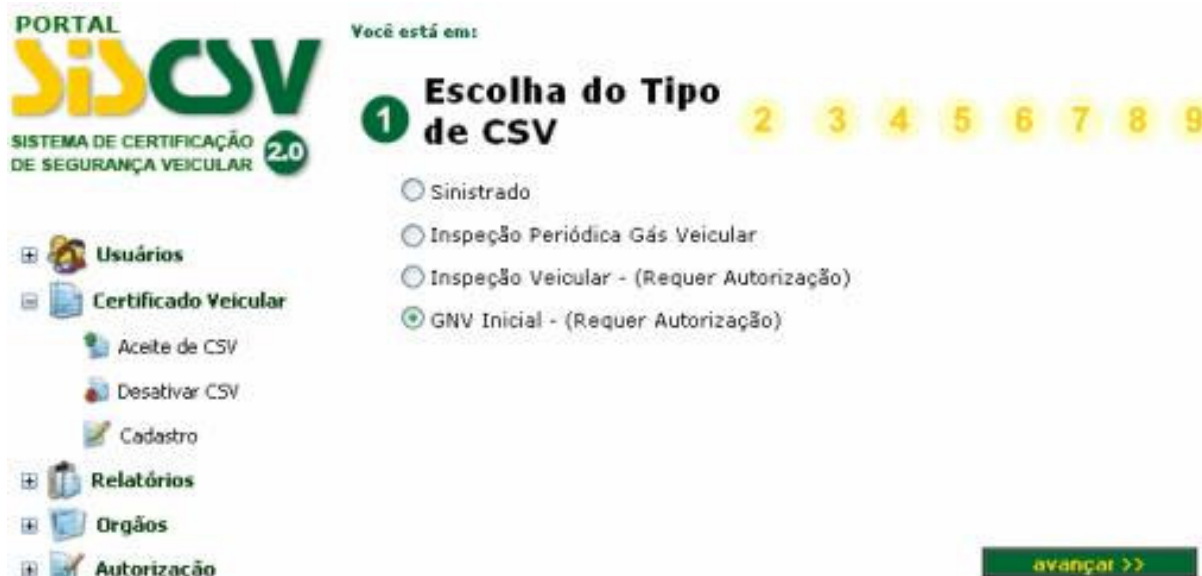 PORTAL
SiSCSV
SISTEMA DE CERTIFICAÇÃO
DE SEGURANÇA VEICULAR 2.0
Você está em:
1 Escolha do Tipo
de CSV
2 3 4 5 6 7 8 9
Sinistrado
Inspeção Periódica Gás Veicular
Inspeção Veicular - (Requer Autorização)
GNV Inicial - (Requer Autorização)
Usuários
Certificado Veicular
Aceite de CSV
Desativar CSV
Cadastro
Relatórios
Orgãos
Autorização
avançar >>